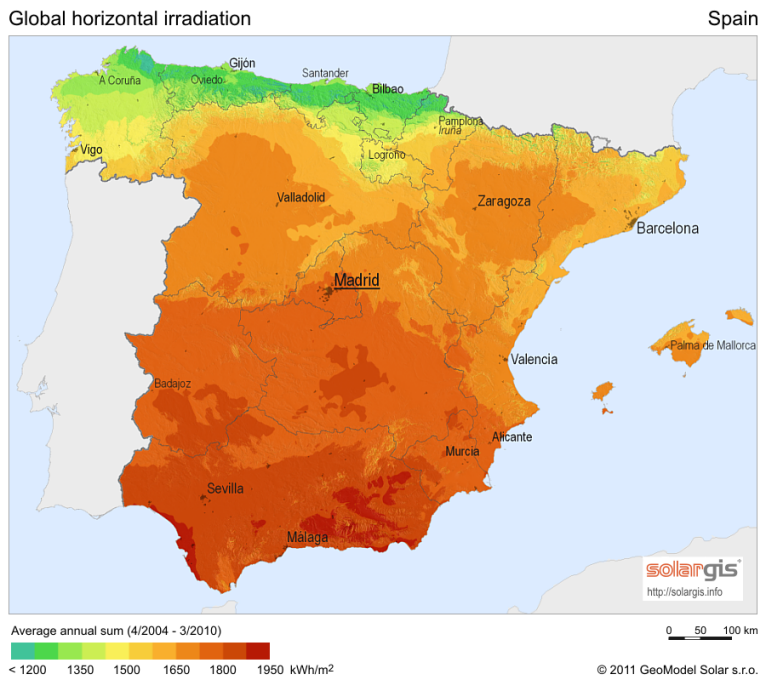 Global horizontal irradiation
Spain
Gijón
Santander
A Coruña
Oviedo
Bilbao
Pamplona
Iruña
Vigo
Logroño
Valladolid
Zaragoza
Barcelona
Madrid
Palma de Mallorca
Valencia
Badajoz
Alicante
Murcia
Sevilla
Málaga
solargis
http://solargis.info
Average annual sum (4/2004 - 3/2010)
0 50 100 km
< 1200 1350 1500 1650 1800 1950 kWh/m²
© 2011 GeoModel Solar s.r.o.